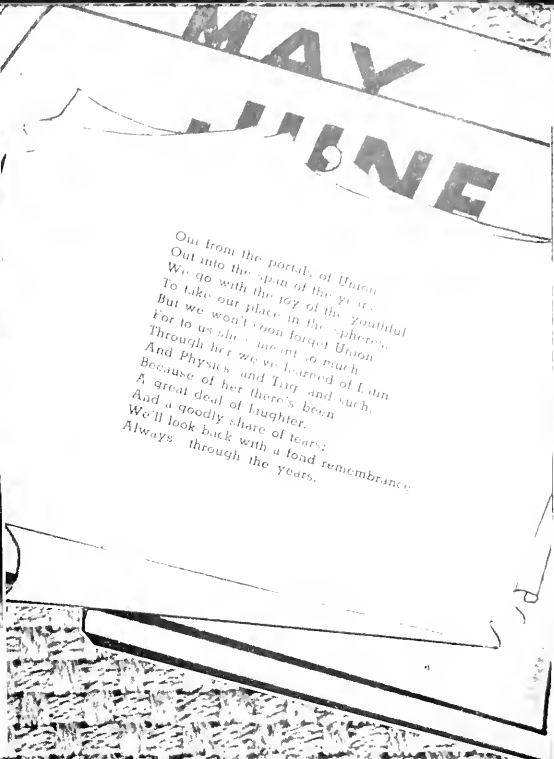 MAY
JUNE
Out from the portals of Union
Out into the span of the years
We go with the joy of the youthful
To take our place in the spheres
But we won't soon forget Union
For to us she's meant so much
Through her we've learned of Latin
And Physics and Trig and such,
Because of her there's been
A great deal of laughter,
And a goodly share of tears;
We'll look back with a fond remembrance
Always through the years.